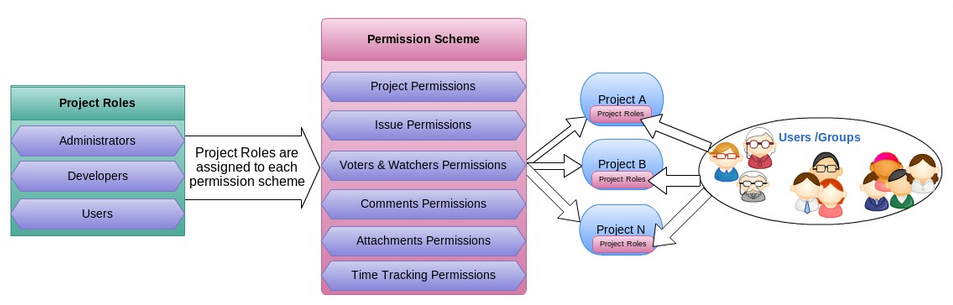 Project Roles
Administrators
Developers
Users
Project Roles are
assigned to each
permission scheme
Permission Scheme
Project Permissions
Issue Permissions
Voters & Watchers Permissions
Comments Permissions
Attachments Permissions
Time Tracking Permissions
Project A
Project Roles
Project B
Project Roles
Project N
Project Roles
Users /Groups